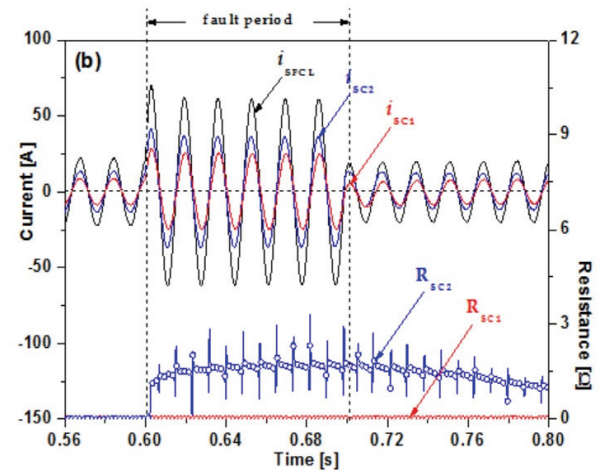 fault period
100
12
(b)
i SFCL
i SC2
i SC1
50
9
0
6
-50
R SC2
R SC1
-100
3
-150
0
0.56 0.60 0.64 0.68 0.72 0.76 0.80
Time [s]
Current [A]
Resistance [Ω]